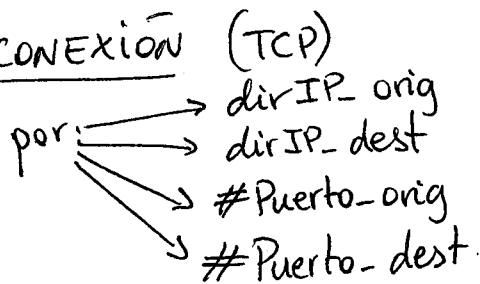 CONEXIÓN (TCP)
dirIP_orig
por: dirIP_dest
#Puerto_orig
#Puerto_dest.